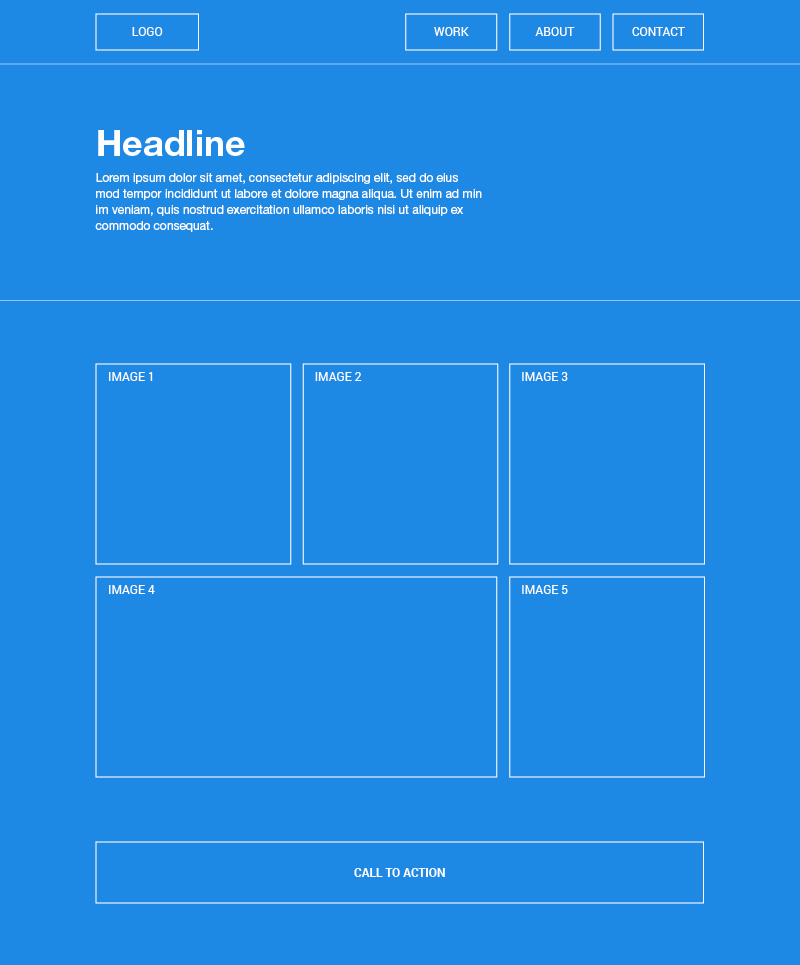 LOGO
WORK
ABOUT
CONTACT
Headline
Lorem ipsum dolor sit amet, consectetur adipiscing elit, sed do eius
mod tempor incididunt ut labore et dolore magna aliqua. Ut enim ad min
im veniam, quis nostrud exercitation ullamco laboris nisi ut aliquip ex
commodo consequat.
IMAGE 1
IMAGE 2
IMAGE 3
IMAGE 4
IMAGE 5
CALL TO ACTION